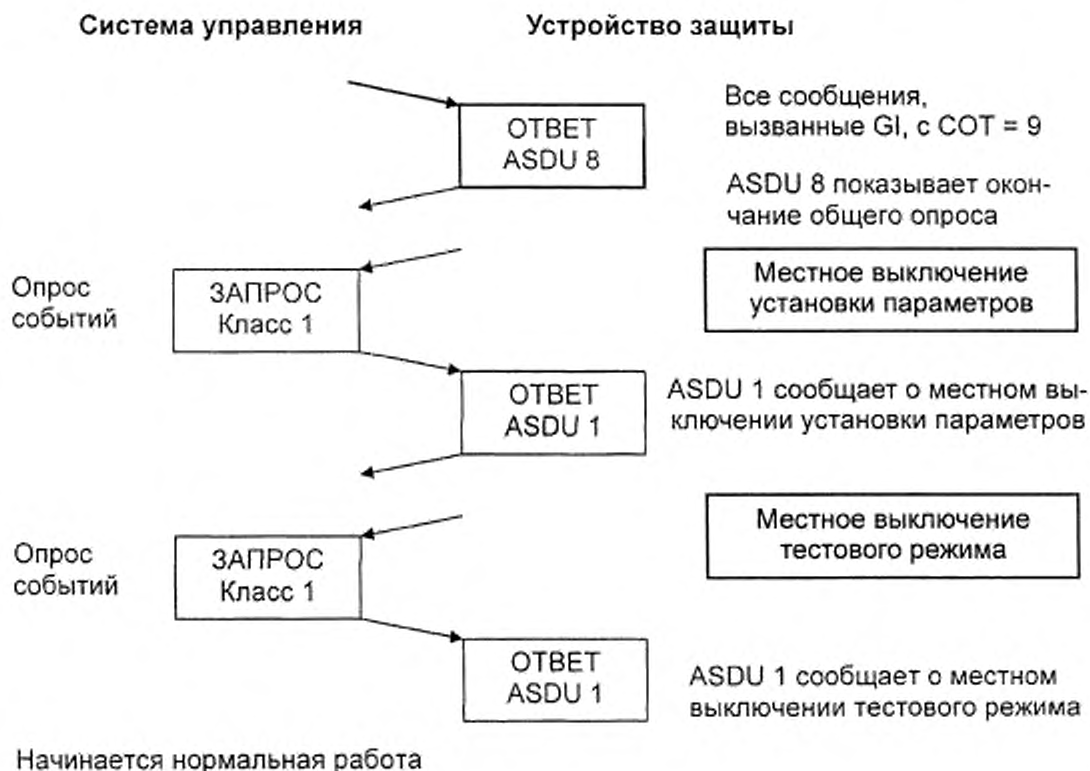 Система управления
Устройство защиты
ОТВЕТ
ASDU 8
Все сообщения,
вызванные GI, с COT = 9
ASDU 8 показывает окон-
чание общего опроса
Опрос
событий
ЗАПРОС
Класс 1
Местное выключение
установки параметров
ОТВЕТ
ASDU 1
ASDU 1 сообщает о местном вы-
ключении установки параметров
Опрос
событий
ЗАПРОС
Класс 1
Местное выключение
тестового режима
ОТВЕТ
ASDU 1
ASDU 1 сообщает о местном
выключении тестового режима
Начинается нормальная работа